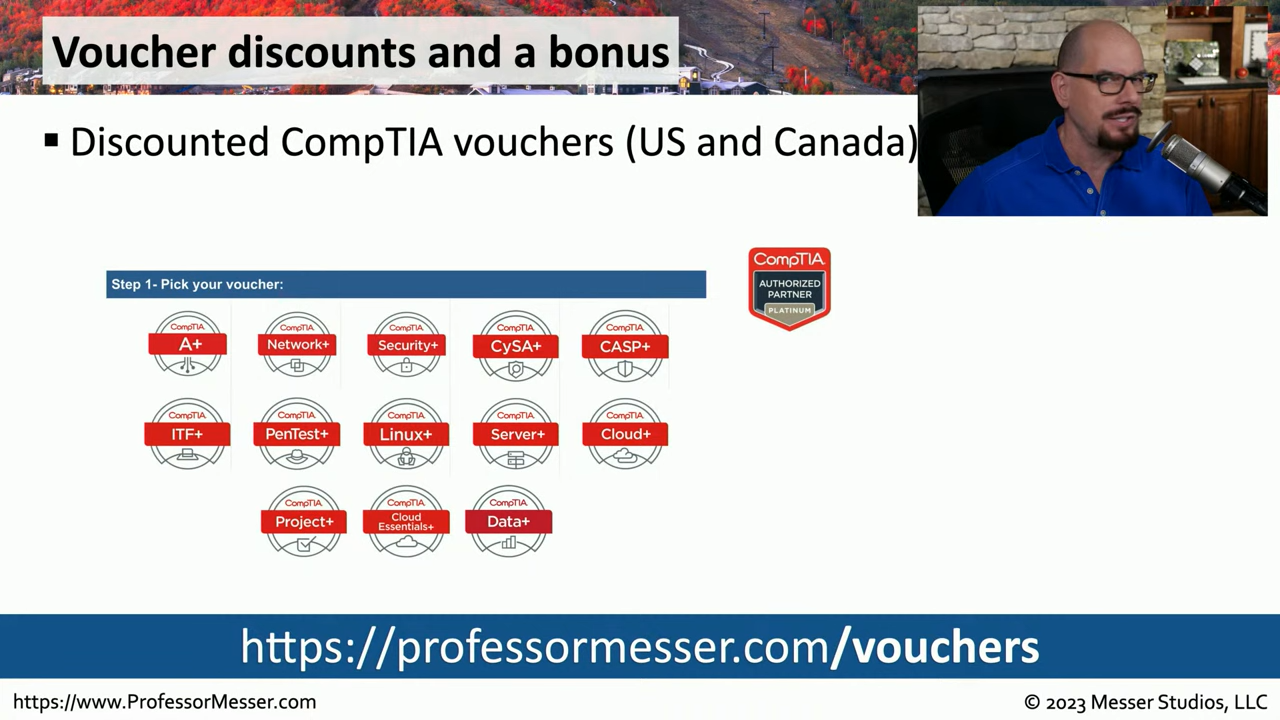 Voucher discounts and a bonus
▪ Discounted CompTIA vouchers (US and Canada)
Step 1- Pick your voucher:
CompTIA
A+
CompTIA
Network+
CompTIA
Security+
CompTIA
CySA+
CompTIA
CASP+
CompTIA
ITF+
CompTIA
PenTest+
CompTIA
Linux+
CompTIA
Server+
CompTIA
Cloud+
CompTIA
Project+
CompTIA
Cloud
Essentials+
CompTIA
Data+
CompTIA.
AUTHORIZED
PARTNER
PLATINUM
https://professormesser.com/vouchers
https://www.ProfessorMesser.com
© 2023 Messer Studios, LLC